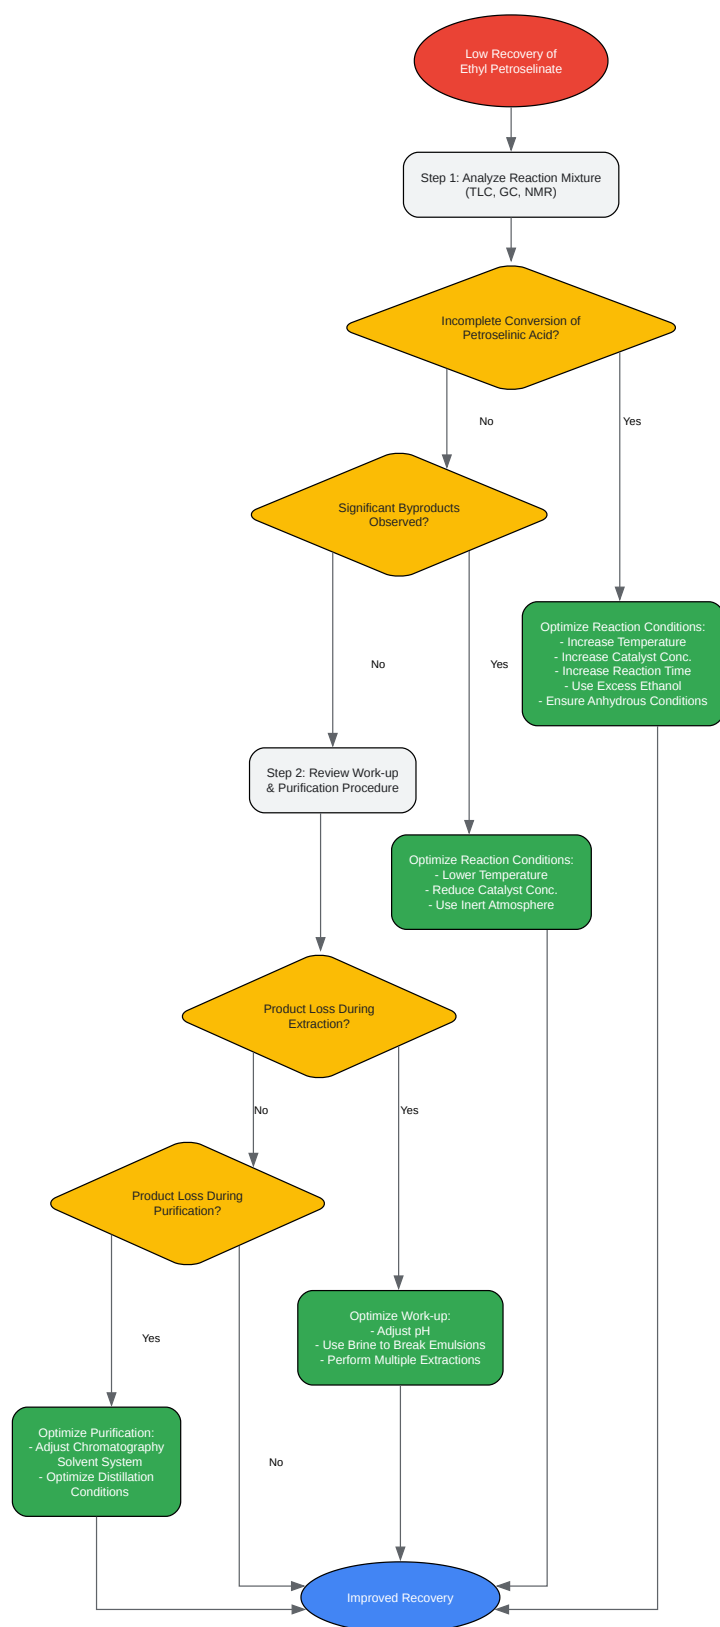 Low Recovery of
Ethyl Petroselinate
Step 1: Analyze Reaction Mixture
(TLC, GC, NMR)
Incomplete Conversion of
Petroselinic Acid?
No
Yes
Significant Byproducts
Observed?
Optimize Reaction Conditions:
- Increase Temperature
- Increase Catalyst Conc.
- Increase Reaction Time
- Use Excess Ethanol
- Ensure Anhydrous Conditions
No
Yes
Step 2: Review Work-up
& Purification Procedure
Optimize Reaction Conditions:
- Lower Temperature
- Reduce Catalyst Conc.
- Use Inert Atmosphere
Product Loss During
Extraction?
No
Yes
Product Loss During
Purification?
Optimize Work-up:
- Adjust pH
- Use Brine to Break Emulsions
- Perform Multiple Extractions
Yes
Optimize Purification:
- Adjust Chromatography
Solvent System
- Optimize Distillation
Conditions
No
Improved Recovery